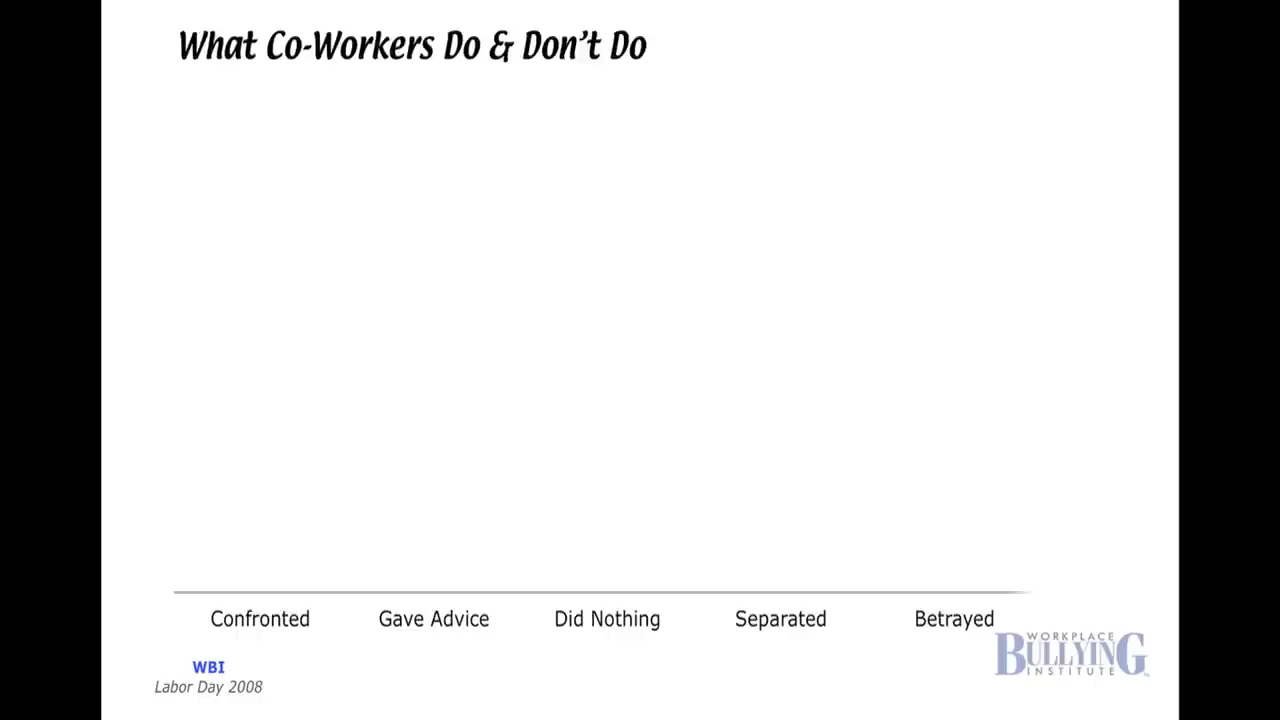 What Co-Workers Do & Don't Do
Confronted Gave Advice Did Nothing Separated Betrayed
WBI
Labor Day 2008
WORKPLACE
BULLYING
INSTITUTE